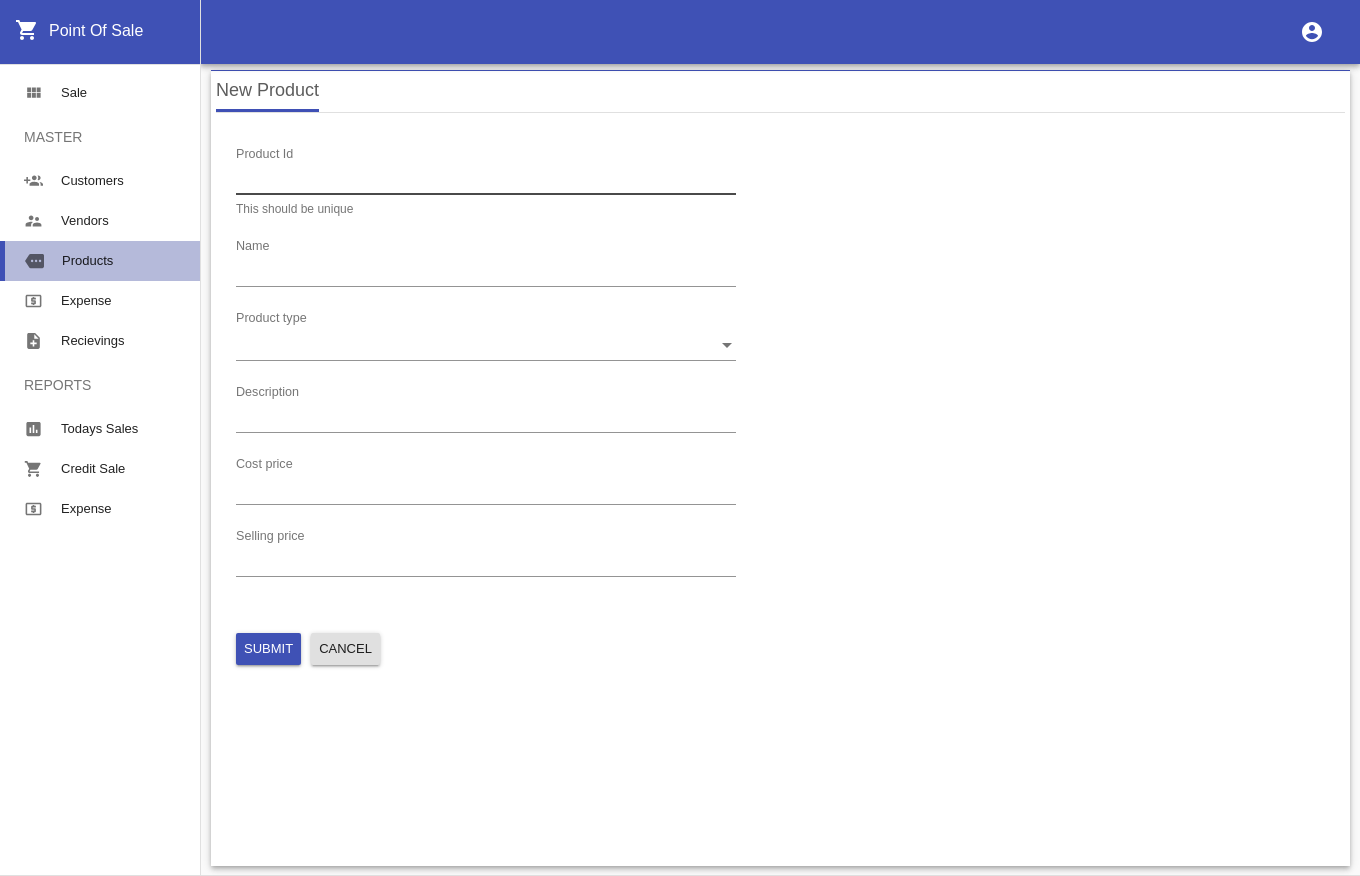 Point Of Sale
Sale
MASTER
Customers
Vendors
Products
Expense
Recievings
REPORTS
Todays Sales
Credit Sale
Expense
New Product
Product Id
This should be unique
Name
Product type
Description
Cost price
Selling price
SUBMIT CANCEL